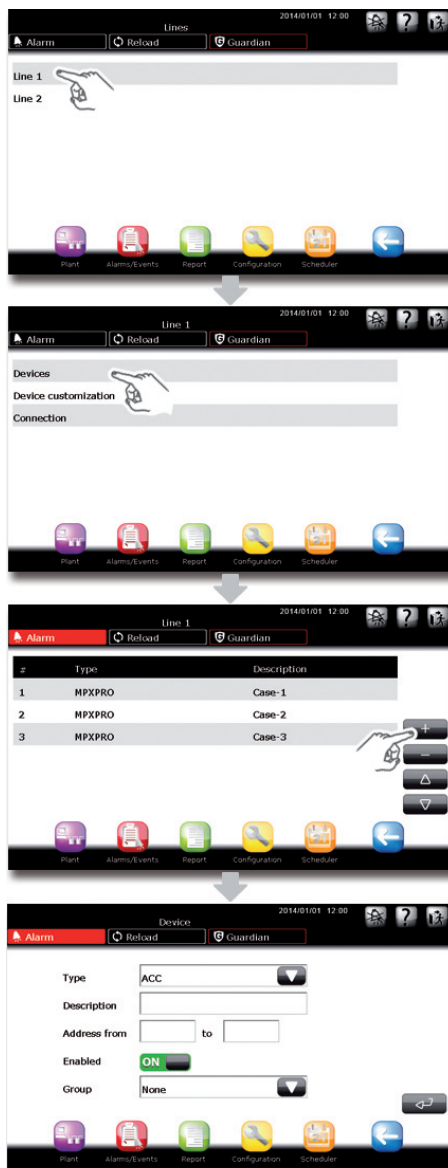 2014/01/01 12:00
Lines
Alarm Reload Guardian
?
Line 1
Line 2
Plant Alarms/Events Report Configuration Scheduler
2014/01/01 12:00
Line 1
Alarm Reload Guardian
?
Devices
Device customization
Connection
Plant Alarms/Events Report Configuration Scheduler
2014/01/01 12:00
Line 1
Alarm Reload Guardian
?
# Type Description
1 MPXPRO Case-1
2 MPXPRO Case-2
3 MPXPRO Case-3
+
−
Plant Alarms/Events Report Configuration Scheduler
2014/01/01 12:00
Device
Alarm Reload Guardian
?
Type ACC
Description
Address from to
Enabled ON
Group None
Plant Alarms/Events Report Configuration Scheduler